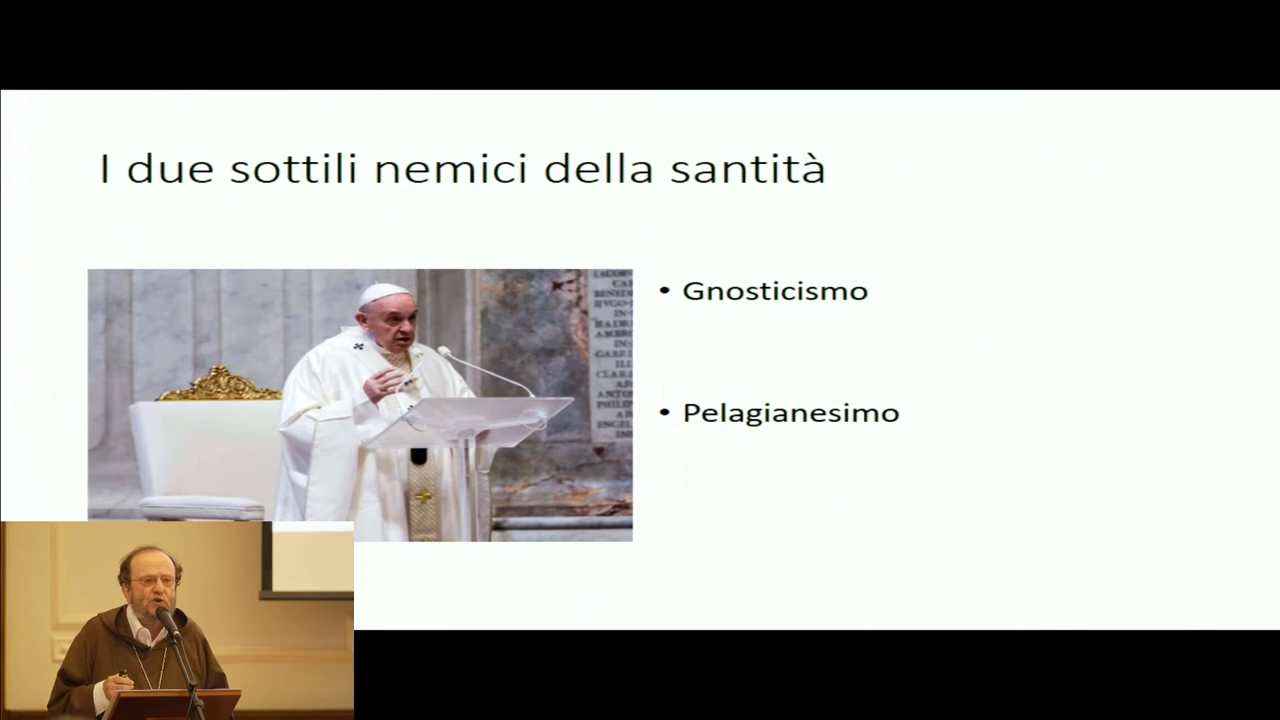 I due sottili nemici della santità
• Gnosticismo
• Pelagianesimo